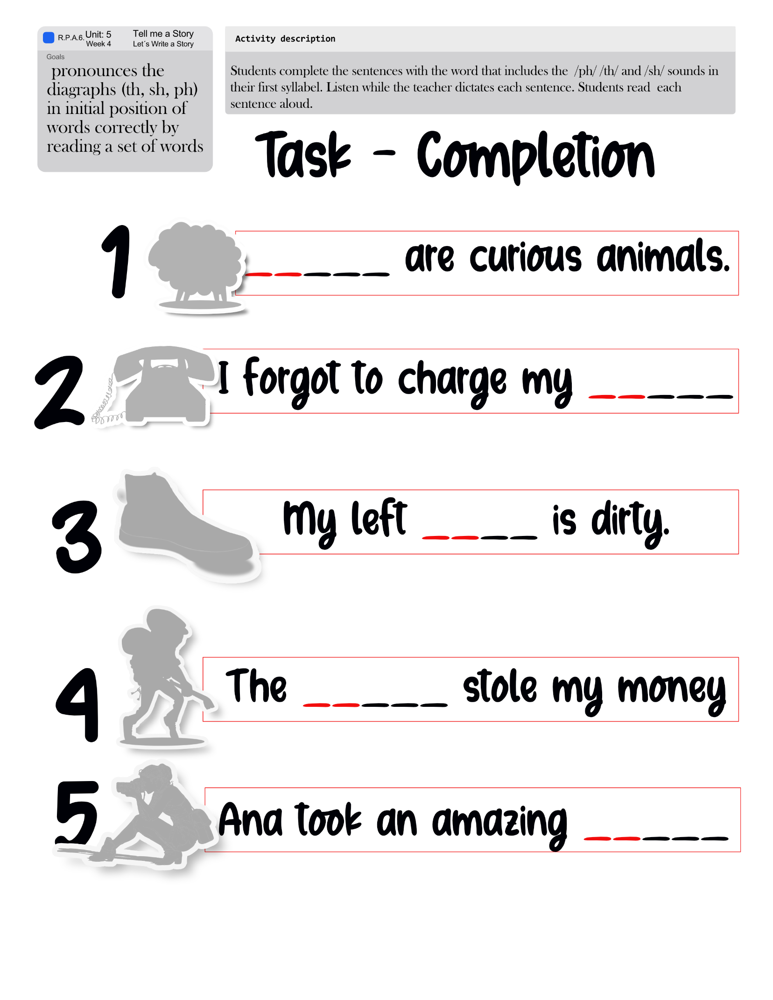 R.P.A.6. Unit: 5 Tell me a Story
Week 4 Let´s Write a Story
Goals
pronounces the
diagraphs (th, sh, ph)
in initial position of
words correctly by
reading a set of words
Activity description
Students complete the sentences with the word that includes the /ph/ /th/ and /sh/ sounds in
their first syllabel. Listen while the teacher dictates each sentence. Students read each
sentence aloud.
Task - Completion
1 _ _ _ _ _ are curious animals.
2 I forgot to charge my _ _ _ _ _
3 My left _ _ _ _ is dirty.
4 The _ _ _ _ _ stole my money
5 Ana took an amazing _ _ _ _ _